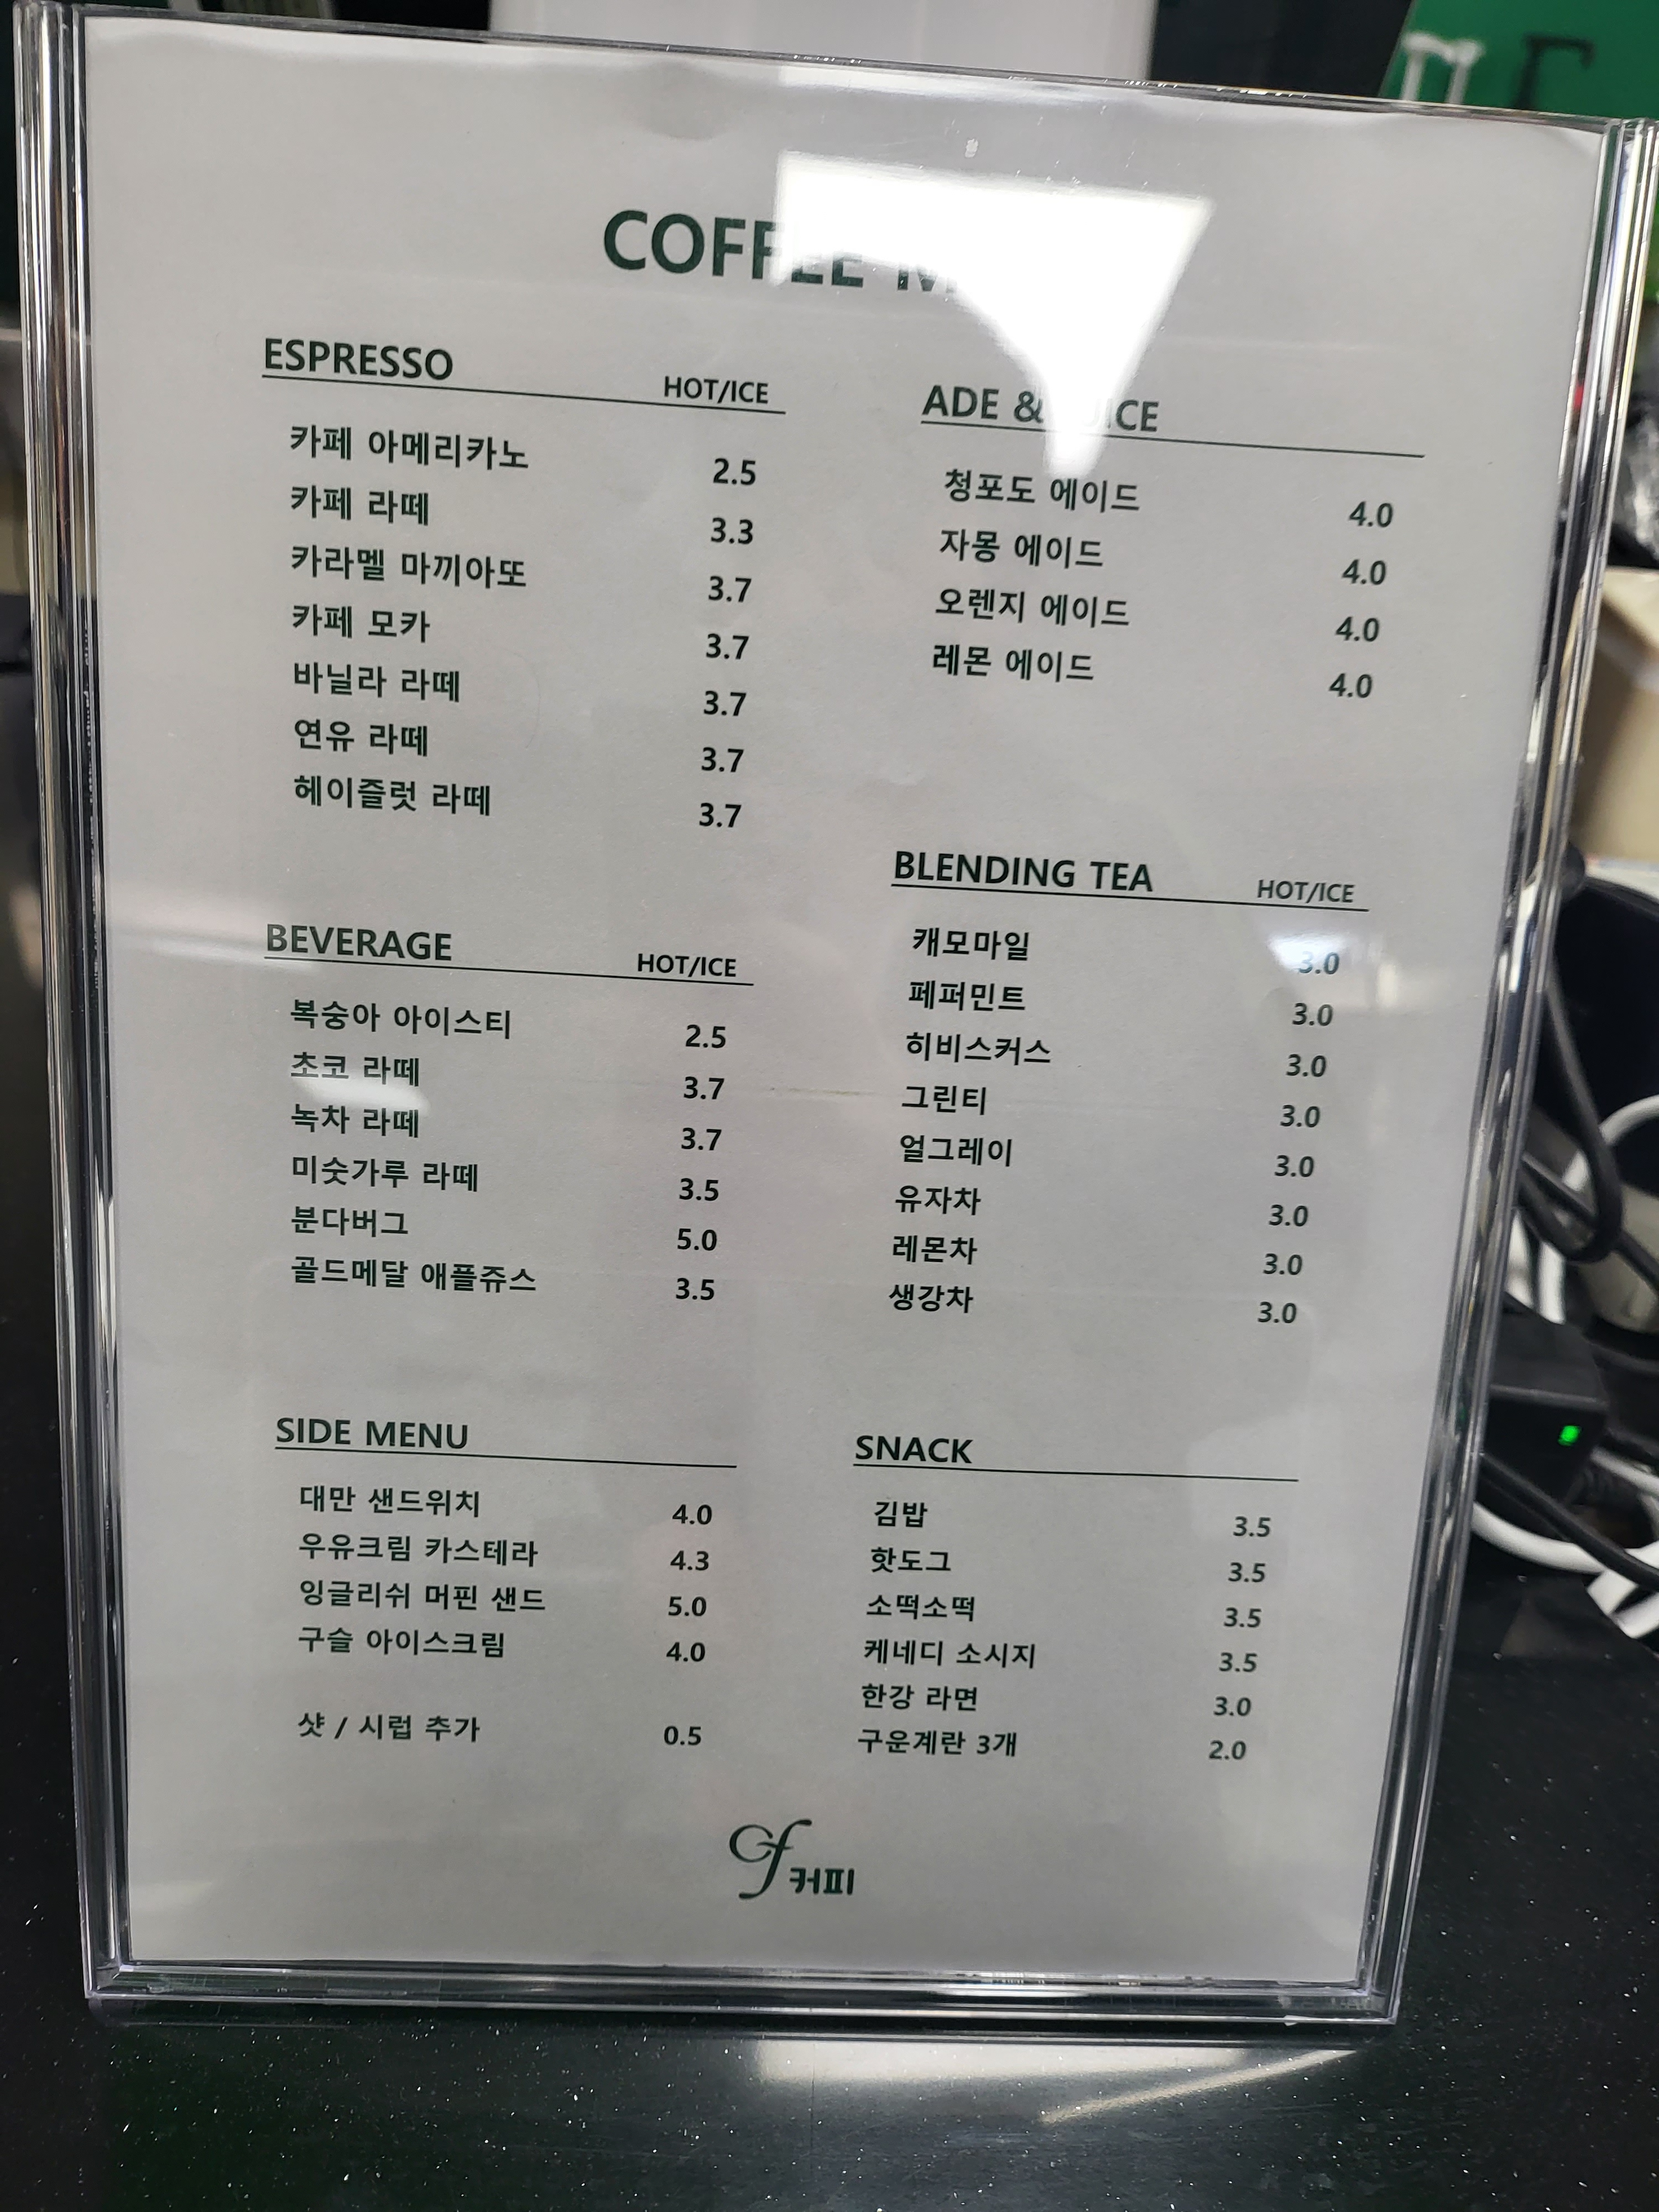 COFFEE
ESPRESSO HOT/ICE
카페 아메리카노 2.5
카페 라떼 3.3
카라멜 마끼아또 3.7
카페 모카 3.7
바닐라 라떼 3.7
연유 라떼 3.7
헤이즐럿 라떼 3.7
BEVERAGE HOT/ICE
복숭아 아이스티 2.5
초코 라떼 3.7
녹차 라떼 3.7
미숫가루 라떼 3.5
분다버그 5.0
골드메달 애플쥬스 3.5
SIDE MENU
대만 샌드위치 4.0
우유크림 카스테라 4.3
잉글리쉬 머핀 샌드 5.0
구슬 아이스크림 4.0
샷 / 시럽 추가 0.5
ADE &
청포도 에이드 4.0
자몽 에이드 4.0
오렌지 에이드 4.0
레몬 에이드 4.0
BLENDING TEA HOT/ICE
캐모마일 3.0
페퍼민트 3.0
히비스커스 3.0
그린티 3.0
얼그레이 3.0
유자차 3.0
레몬차 3.0
생강차 3.0
SNACK
김밥 3.5
핫도그 3.5
소떡소떡 3.5
케네디 소시지 3.5
한강 라면 3.0
구운계란 3개 2.0
cf 커피